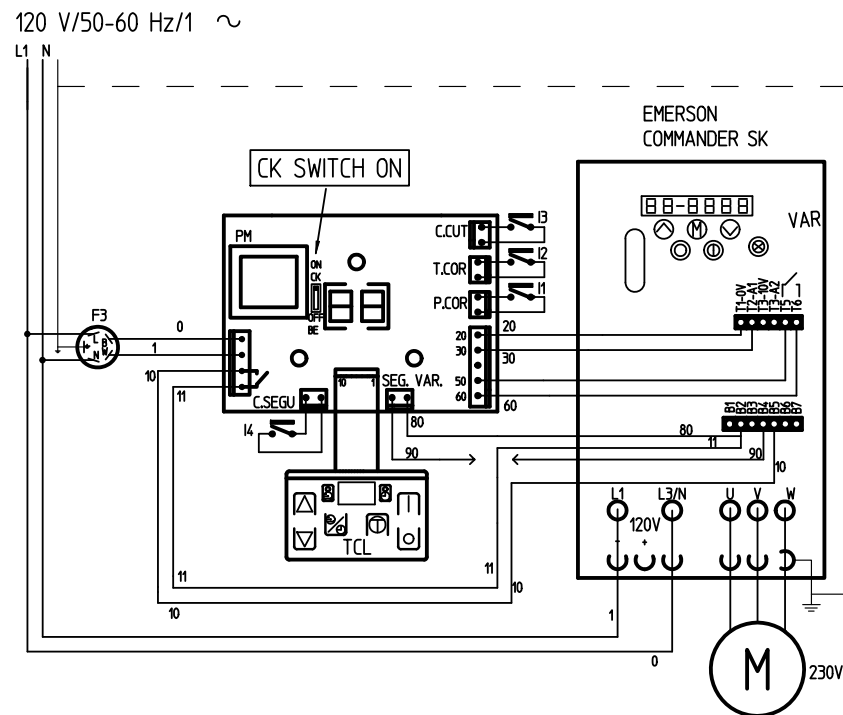 120 V/50-60 Hz/1 ~
L1 N
EMERSON
COMMANDER SK
CK SWITCH ON
VAR
PM
ON
CK
OFF
BE
C.CUT
I3
T.COR
I2
P.COR
I1
T1-0V
T2-A1
T3-10V
T3-A2
T5
T6
F3
L B
N W
0
1
10
11
20
30
50
60
20
30
60
C.SEGU
10 1
SEG. VAR.
I4
80
90
80
11
90
10
B1
B2
B3
B4
B5
B6
B7
L1
L3/N
U
V
W
120V
- +
TCL
11
10
11
10
1
0
M
230V